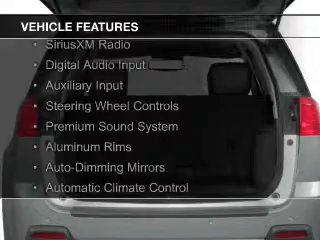 VEHICLE FEATURES
• SiriusXM Radio
• Digital Audio Input
• Auxiliary Input
• Steering Wheel Controls
• Premium Sound System
• Aluminum Rims
• Auto-Dimming Mirrors
• Automatic Climate Control